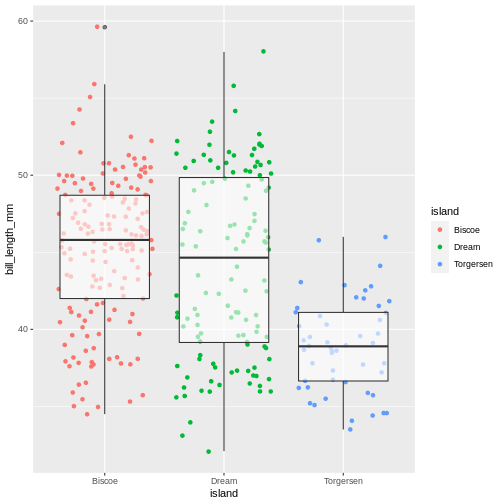 60
50
40
bill_length_mm
Biscoe
Dream
Torgersen
island
island
Biscoe
Dream
Torgersen